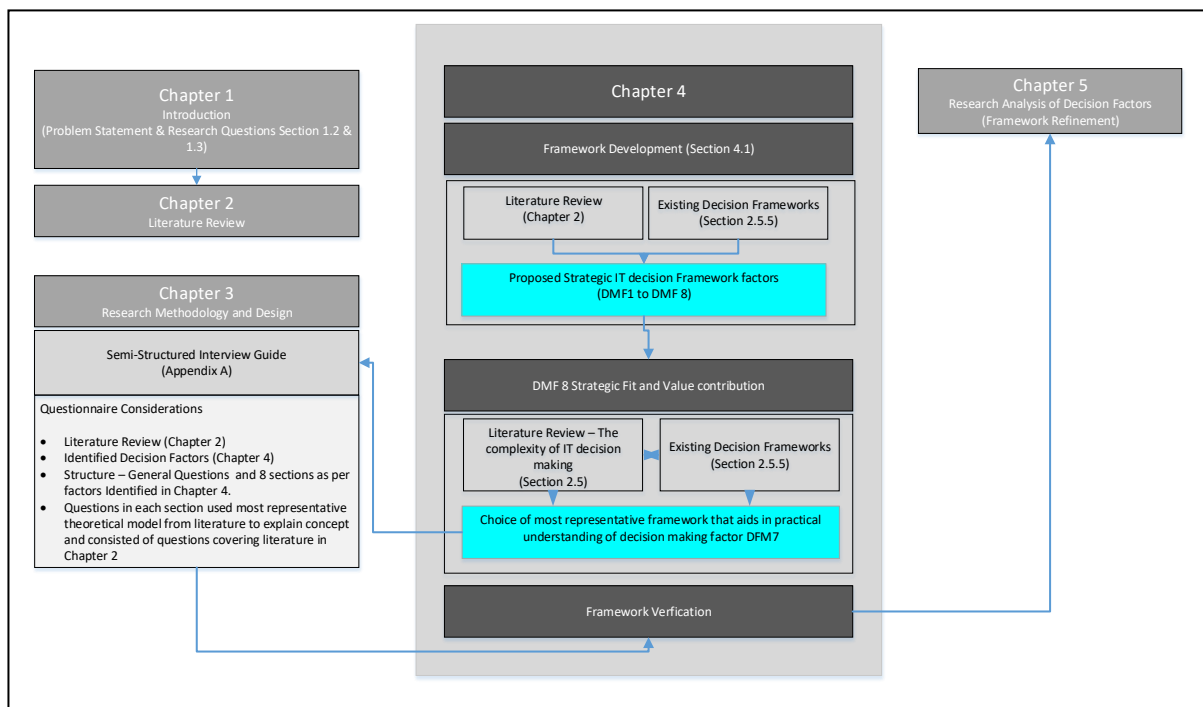 Chapter 1
Introduction
(Problem Statement & Research Questions Section 1.2 &
1.3)
Chapter 2
Literature Review
Chapter 3
Research Methodology and Design
Semi-Structured Interview Guide
(Appendix A)
Questionnaire Considerations
• Literature Review (Chapter 2)
• Identified Decision Factors (Chapter 4)
• Structure – General Questions and 8 sections as per
factors Identified in Chapter 4.
• Questions in each section used most representative
theoretical model from literature to explain concept
and consisted of questions covering literature in
Chapter 2
Chapter 4
Framework Development (Section 4.1)
Literature Review
(Chapter 2)
Existing Decision Frameworks
(Section 2.5.5)
Proposed Strategic IT decision Framework factors
(DMF1 to DMF 8)
DMF 8 Strategic Fit and Value contribution
Literature Review – The
complexity of IT decision
making
(Section 2.5)
Existing Decision Frameworks
(Section 2.5.5)
Choice of most representative framework that aids in practical
understanding of decision making factor DFM7
Framework Verfication
Chapter 5
Research Analysis of Decision Factors
(Framework Refinement)